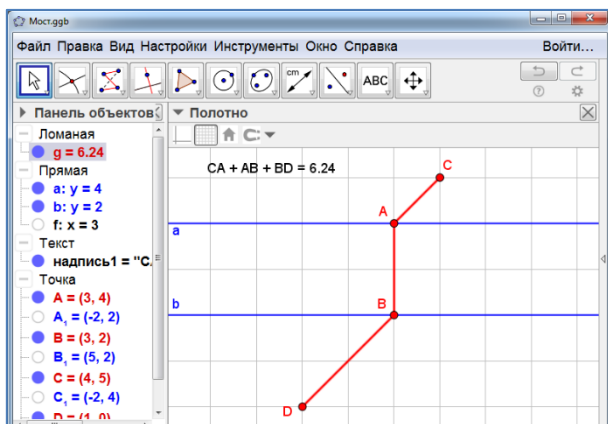 Мост.ggb
Файл Правка Вид Настройки Инструменты Окно Справка Войти...
cm ABC
Панель объектов Полотно
Ломаная
g = 6.24
Прямая
a: y = 4
b: y = 2
f: x = 3
Текст
надпись1 = "C
Точка
A = (3, 4)
A₁ = (-2, 2)
B = (3, 2)
B₁ = (5, 2)
C = (4, 5)
C₁ = (-2, 4)
D = (1, 0)
CA + AB + BD = 6.24
C
A
a
b
B
D